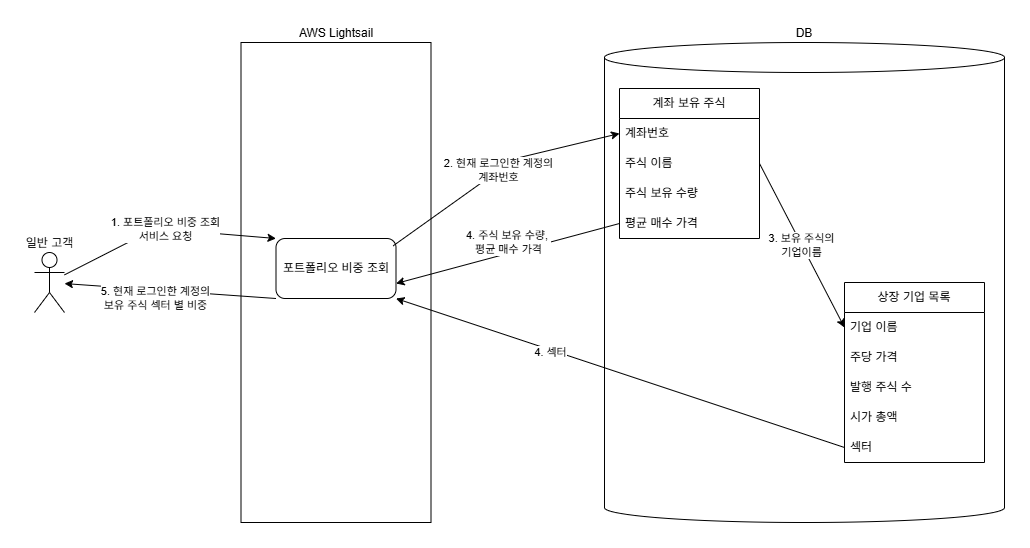 AWS Lightsail
DB
계좌 보유 주식
계좌번호
주식 이름
주식 보유 수량
평균 매수 가격
2. 현재 로그인한 계정의
계좌번호
1. 포트폴리오 비중 조회
서비스 요청
일반 고객
포트폴리오 비중 조회
4. 주식 보유 수량,
평균 매수 가격
3. 보유 주식의
기업이름
5. 현재 로그인한 계정의
보유 주식 섹터 별 비중
상장 기업 목록
기업 이름
주당 가격
발행 주식 수
시가 총액
섹터
4. 섹터